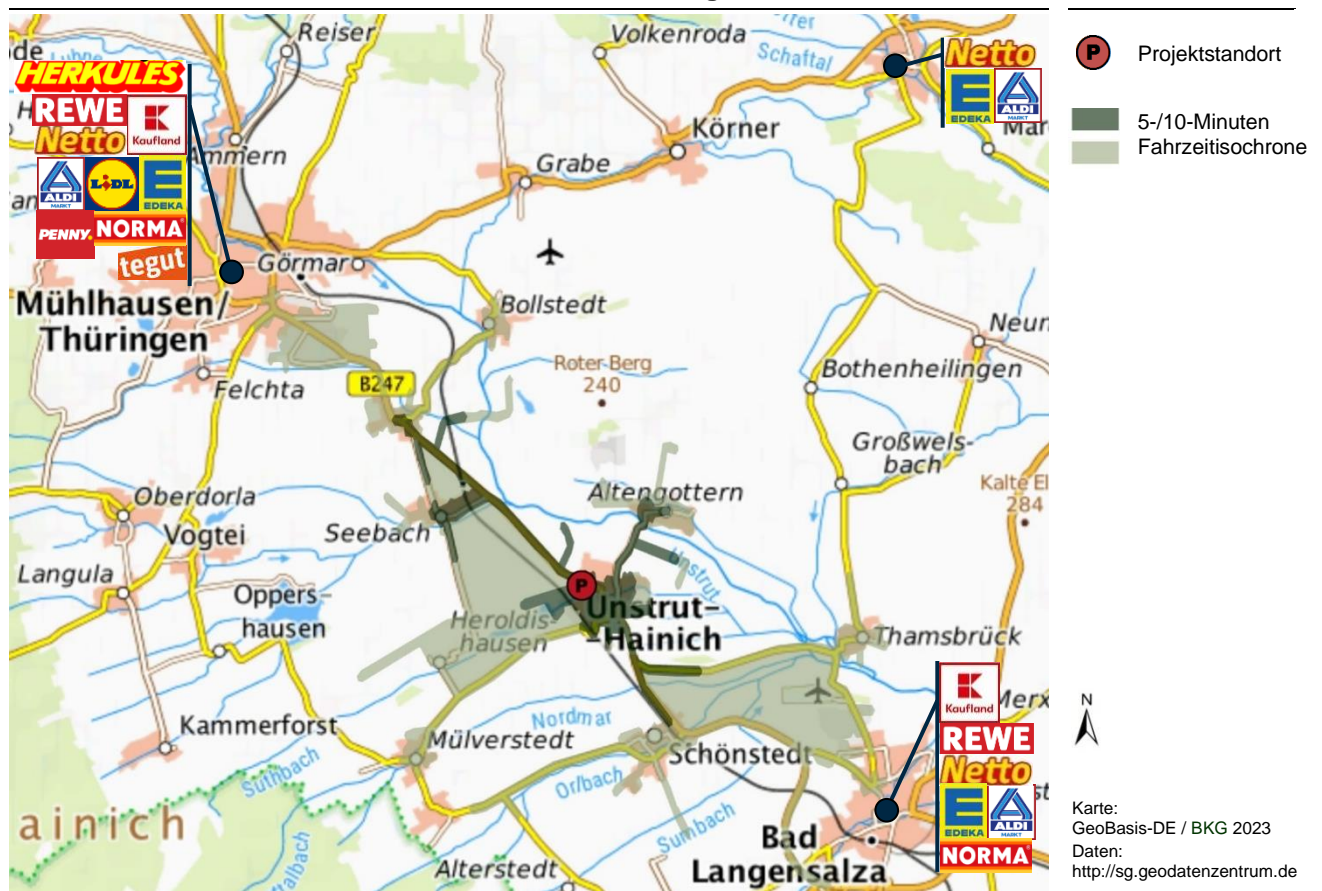 Reiser
Volkenroda
Schaftal
Netto
EDEKA
ALDI
MARKT
P
Projektstandort
5-/10-Minuten
Fahrzeitisochrone
HERKULES
REWE
Netto
K
Kaufland
ALDI
MARKT
LIDL
E
EDEKA
PENNY.
NORMA
tegut
Ammern
Körner
Grabe
Görmar
Mühlhausen/
Thüringen
Bollstedt
Felchta
B247
Roter Berg
240
Bothenheilingen
Großwels-
bach
284
Oberdorla
Vogtei
Seebach
Altengottern
Langula
Oppers-
hausen
Heroldis-
hausen
P
Unstrut-
-Hainich
Unstrut
Thamsbrück
Kammerforst
Nordmar
Mülverstedt
Schönstedt
Suthbach
Orlbach
Sumbach
ainich
Alterstedt
Bad
Langensalza
K
Kaufland
REWE
Netto
E
EDEKA
ALDI
MARKT
NORMA
N
Karte:
GeoBasis-DE / BKG 2023
Daten:
http://sg.geodatenzentrum.de